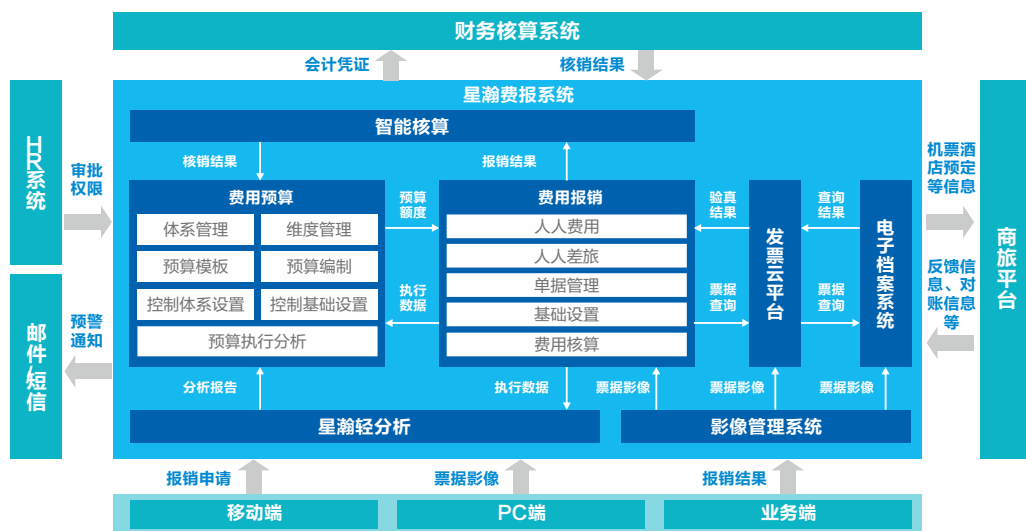 财务核算系统
会计凭证
核销结果
星瀚费报系统
智能核算
HR系统
审批
权限
邮件/短信
预警
通知
核销结果
报销结果
费用预算
体系管理
维度管理
预算模板
预算编制
控制体系设置
控制基础设置
预算执行分析
预算
额度
执行
数据
费用报销
人人费用
人人差旅
单据管理
基础设置
费用核算
验真
结果
票据
查询
发票云平台
查询
结果
票据
查询
电子档案系统
机票酒
店预定
等信息
反馈信
息、对
账信息
等
商旅平台
分析报告
执行数据
票据影像
票据影像
票据影像
星瀚轻分析
影像管理系统
报销申请
票据影像
报销结果
移动端
PC端
业务端